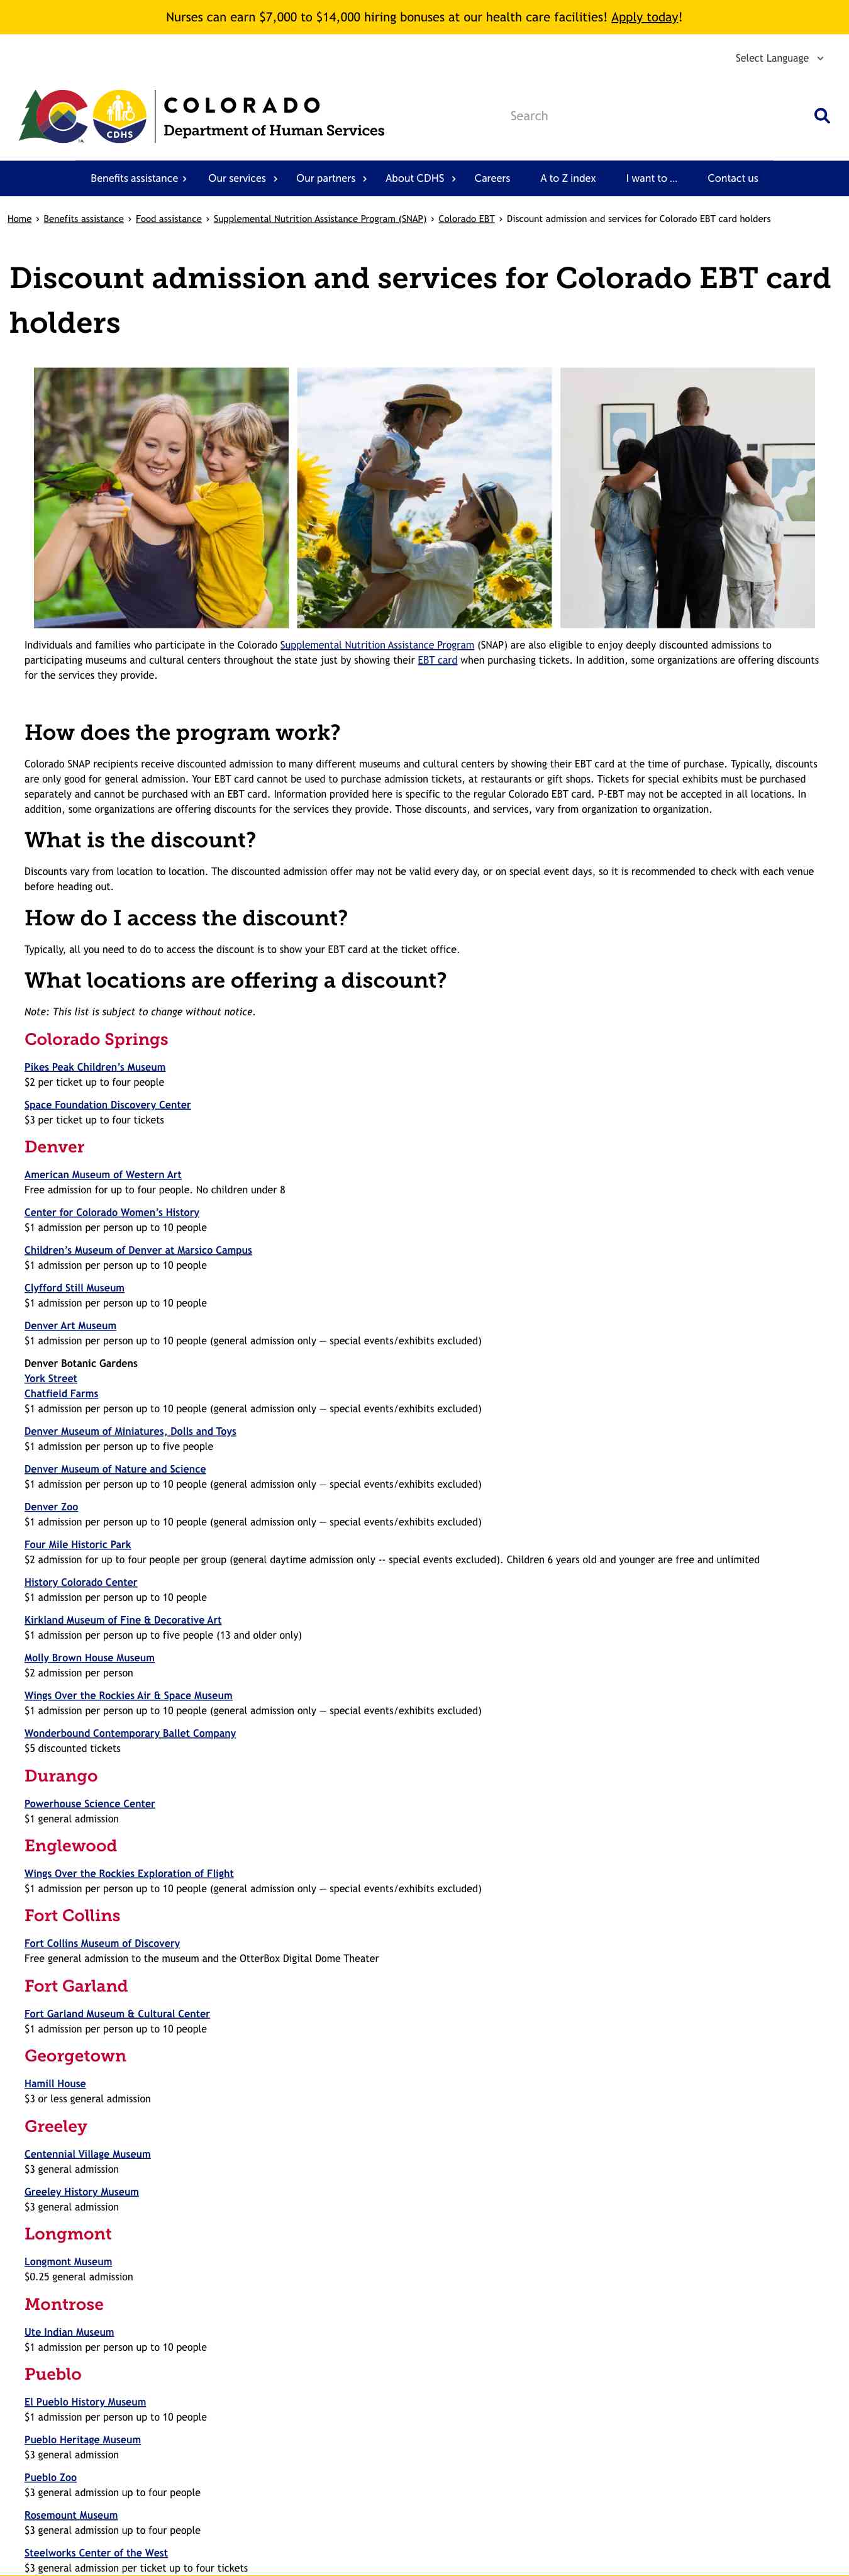 Nurses can earn $7,000 to $14,000 hiring bonuses at our health care facilities! Apply today!
Select Language
COLORADO
Department of Human Services
CDHS
TM
Search
Benefits assistance
Our services
Our partners
About CDHS
Careers
A to Z index
I want to ...
Contact us
Home › Benefits assistance › Food assistance › Supplemental Nutrition Assistance Program (SNAP) › Colorado EBT › Discount admission and services for Colorado EBT card holders
Discount admission and services for Colorado EBT card
holders
Individuals and families who participate in the Colorado Supplemental Nutrition Assistance Program (SNAP) are also eligible to enjoy deeply discounted admissions to
participating museums and cultural centers throughout the state just by showing their EBT card when purchasing tickets. In addition, some organizations are offering discounts
for the services they provide.
How does the program work?
Colorado SNAP recipients receive discounted admission to many different museums and cultural centers by showing their EBT card at the time of purchase. Typically, discounts
are only good for general admission. Your EBT card cannot be used to purchase admission tickets, at restaurants or gift shops. Tickets for special exhibits must be purchased
separately and cannot be purchased with an EBT card. Information provided here is specific to the regular Colorado EBT card. P-EBT may not be accepted in all locations. In
addition, some organizations are offering discounts for the services they provide. Those discounts, and services, vary from organization to organization.
What is the discount?
Discounts vary from location to location. The discounted admission offer may not be valid every day, or on special event days, so it is recommended to check with each venue
before heading out.
How do I access the discount?
Typically, all you need to do to access the discount is to show your EBT card at the ticket office.
What locations are offering a discount?
Note: This list is subject to change without notice.
Colorado Springs
Pikes Peak Children's Museum
$2 per ticket up to four people
Space Foundation Discovery Center
$3 per ticket up to four tickets
Denver
American Museum of Western Art
Free admission for up to four people. No children under 8
Center for Colorado Women's History
$1 admission per person up to 10 people
Children's Museum of Denver at Marsico Campus
$1 admission per person up to 10 people
Clyfford Still Museum
$1 admission per person up to 10 people
Denver Art Museum
$1 admission per person up to 10 people (general admission only — special events/exhibits excluded)
Denver Botanic Gardens
York Street
Chatfield Farms
$1 admission per person up to 10 people (general admission only — special events/exhibits excluded)
Denver Museum of Miniatures, Dolls and Toys
$1 admission per person up to five people
Denver Museum of Nature and Science
$1 admission per person up to 10 people (general admission only — special events/exhibits excluded)
Denver Zoo
$1 admission per person up to 10 people (general admission only — special events/exhibits excluded)
Four Mile Historic Park
$2 admission for up to four people per group (general daytime admission only -- special events excluded). Children 6 years old and younger are free and unlimited
History Colorado Center
$1 admission per person up to 10 people
Kirkland Museum of Fine & Decorative Art
$1 admission per person up to five people (13 and older only)
Molly Brown House Museum
$2 admission per person
Wings Over the Rockies Air & Space Museum
$1 admission per person up to 10 people (general admission only — special events/exhibits excluded)
Wonderbound Contemporary Ballet Company
$5 discounted tickets
Durango
Powerhouse Science Center
$1 general admission
Englewood
Wings Over the Rockies Exploration of Flight
$1 admission per person up to 10 people (general admission only — special events/exhibits excluded)
Fort Collins
Fort Collins Museum of Discovery
Free general admission to the museum and the OtterBox Digital Dome Theater
Fort Garland
Fort Garland Museum & Cultural Center
$1 admission per person up to 10 people
Georgetown
Hamill House
$3 or less general admission
Greeley
Centennial Village Museum
$3 general admission
Greeley History Museum
$3 general admission
Longmont
Longmont Museum
$0.25 general admission
Montrose
Ute Indian Museum
$1 admission per person up to 10 people
Pueblo
El Pueblo History Museum
$1 admission per person up to 10 people
Pueblo Heritage Museum
$3 general admission
Pueblo Zoo
$3 general admission up to four people
Rosemount Museum
$3 general admission up to four people
Steelworks Center of the West
$3 general admission per ticket up to four tickets